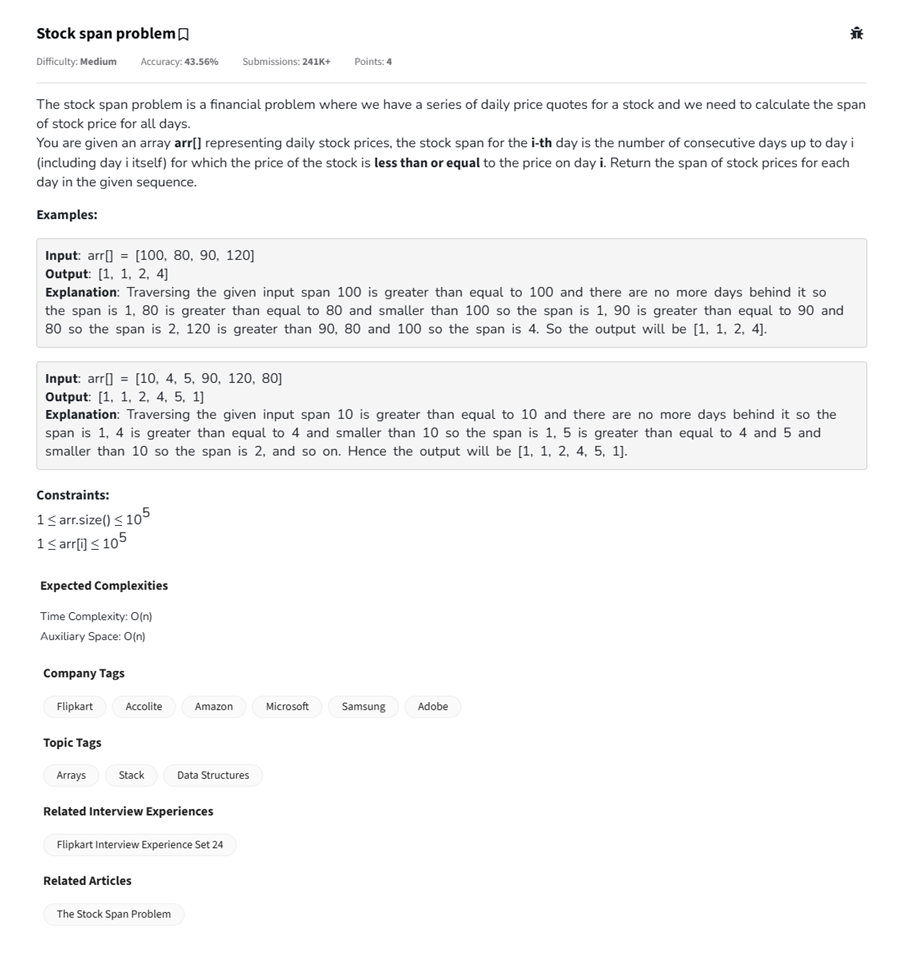 Stock span problem
Difficulty: Medium Accuracy: 43.56% Submissions: 241K+ Points: 4
The stock span problem is a financial problem where we have a series of daily price quotes for a stock and we need to calculate the span
of stock price for all days.
You are given an array arr[] representing daily stock prices, the stock span for the i-th day is the number of consecutive days up to day i
(including day i itself) for which the price of the stock is less than or equal to the price on day i. Return the span of stock prices for each
day in the given sequence.
Examples:
Input: arr[] = [100, 80, 90, 120]
Output: [1, 1, 2, 4]
Explanation: Traversing the given input span 100 is greater than equal to 100 and there are no more days behind it so
the span is 1, 80 is greater than equal to 80 and smaller than 100 so the span is 1, 90 is greater than equal to 90 and
80 so the span is 2, 120 is greater than 90, 80 and 100 so the span is 4. So the output will be [1, 1, 2, 4].
Input: arr[] = [10, 4, 5, 90, 120, 80]
Output: [1, 1, 2, 4, 5, 1]
Explanation: Traversing the given input span 10 is greater than equal to 10 and there are no more days behind it so the
span is 1, 4 is greater than equal to 4 and smaller than 10 so the span is 1, 5 is greater than equal to 4 and 5 and
smaller than 10 so the span is 2, and so on. Hence the output will be [1, 1, 2, 4, 5, 1].
Constraints:
1 ≤ arr.size() ≤ 10⁵
1 ≤ arr[i] ≤ 10⁵
Expected Complexities
Time Complexity: O(n)
Auxiliary Space: O(n)
Company Tags
Flipkart Accolite Amazon Microsoft Samsung Adobe
Topic Tags
Arrays Stack Data Structures
Related Interview Experiences
Flipkart Interview Experience Set 24
Related Articles
The Stock Span Problem